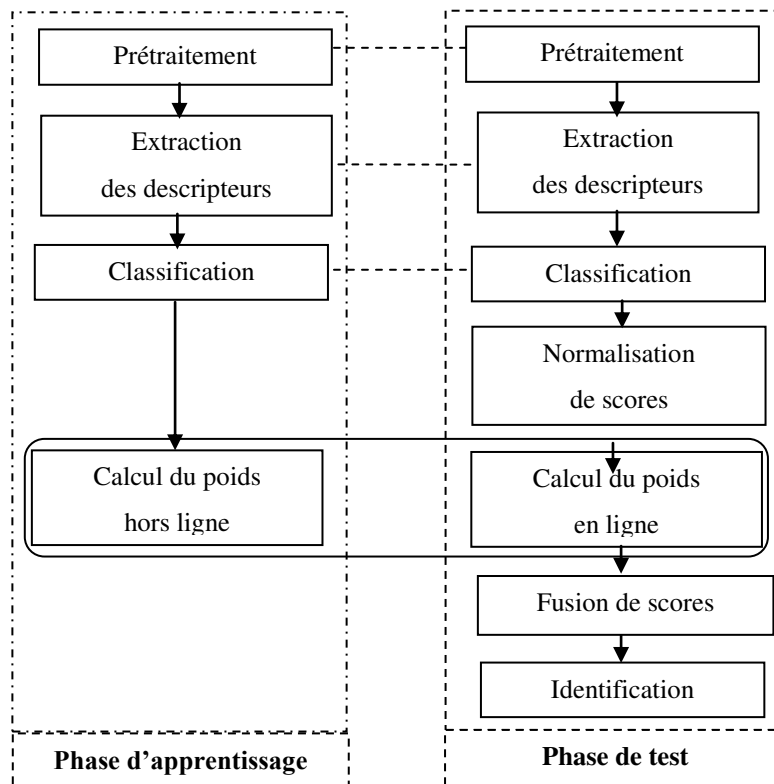 Prétraitement
Extraction
des descripteurs
Classification
Calcul du poids
hors ligne
Phase d'apprentissage
Prétraitement
Extraction
des descripteurs
Classification
Normalisation
de scores
Calcul du poids
en ligne
Fusion de scores
Identification
Phase de test